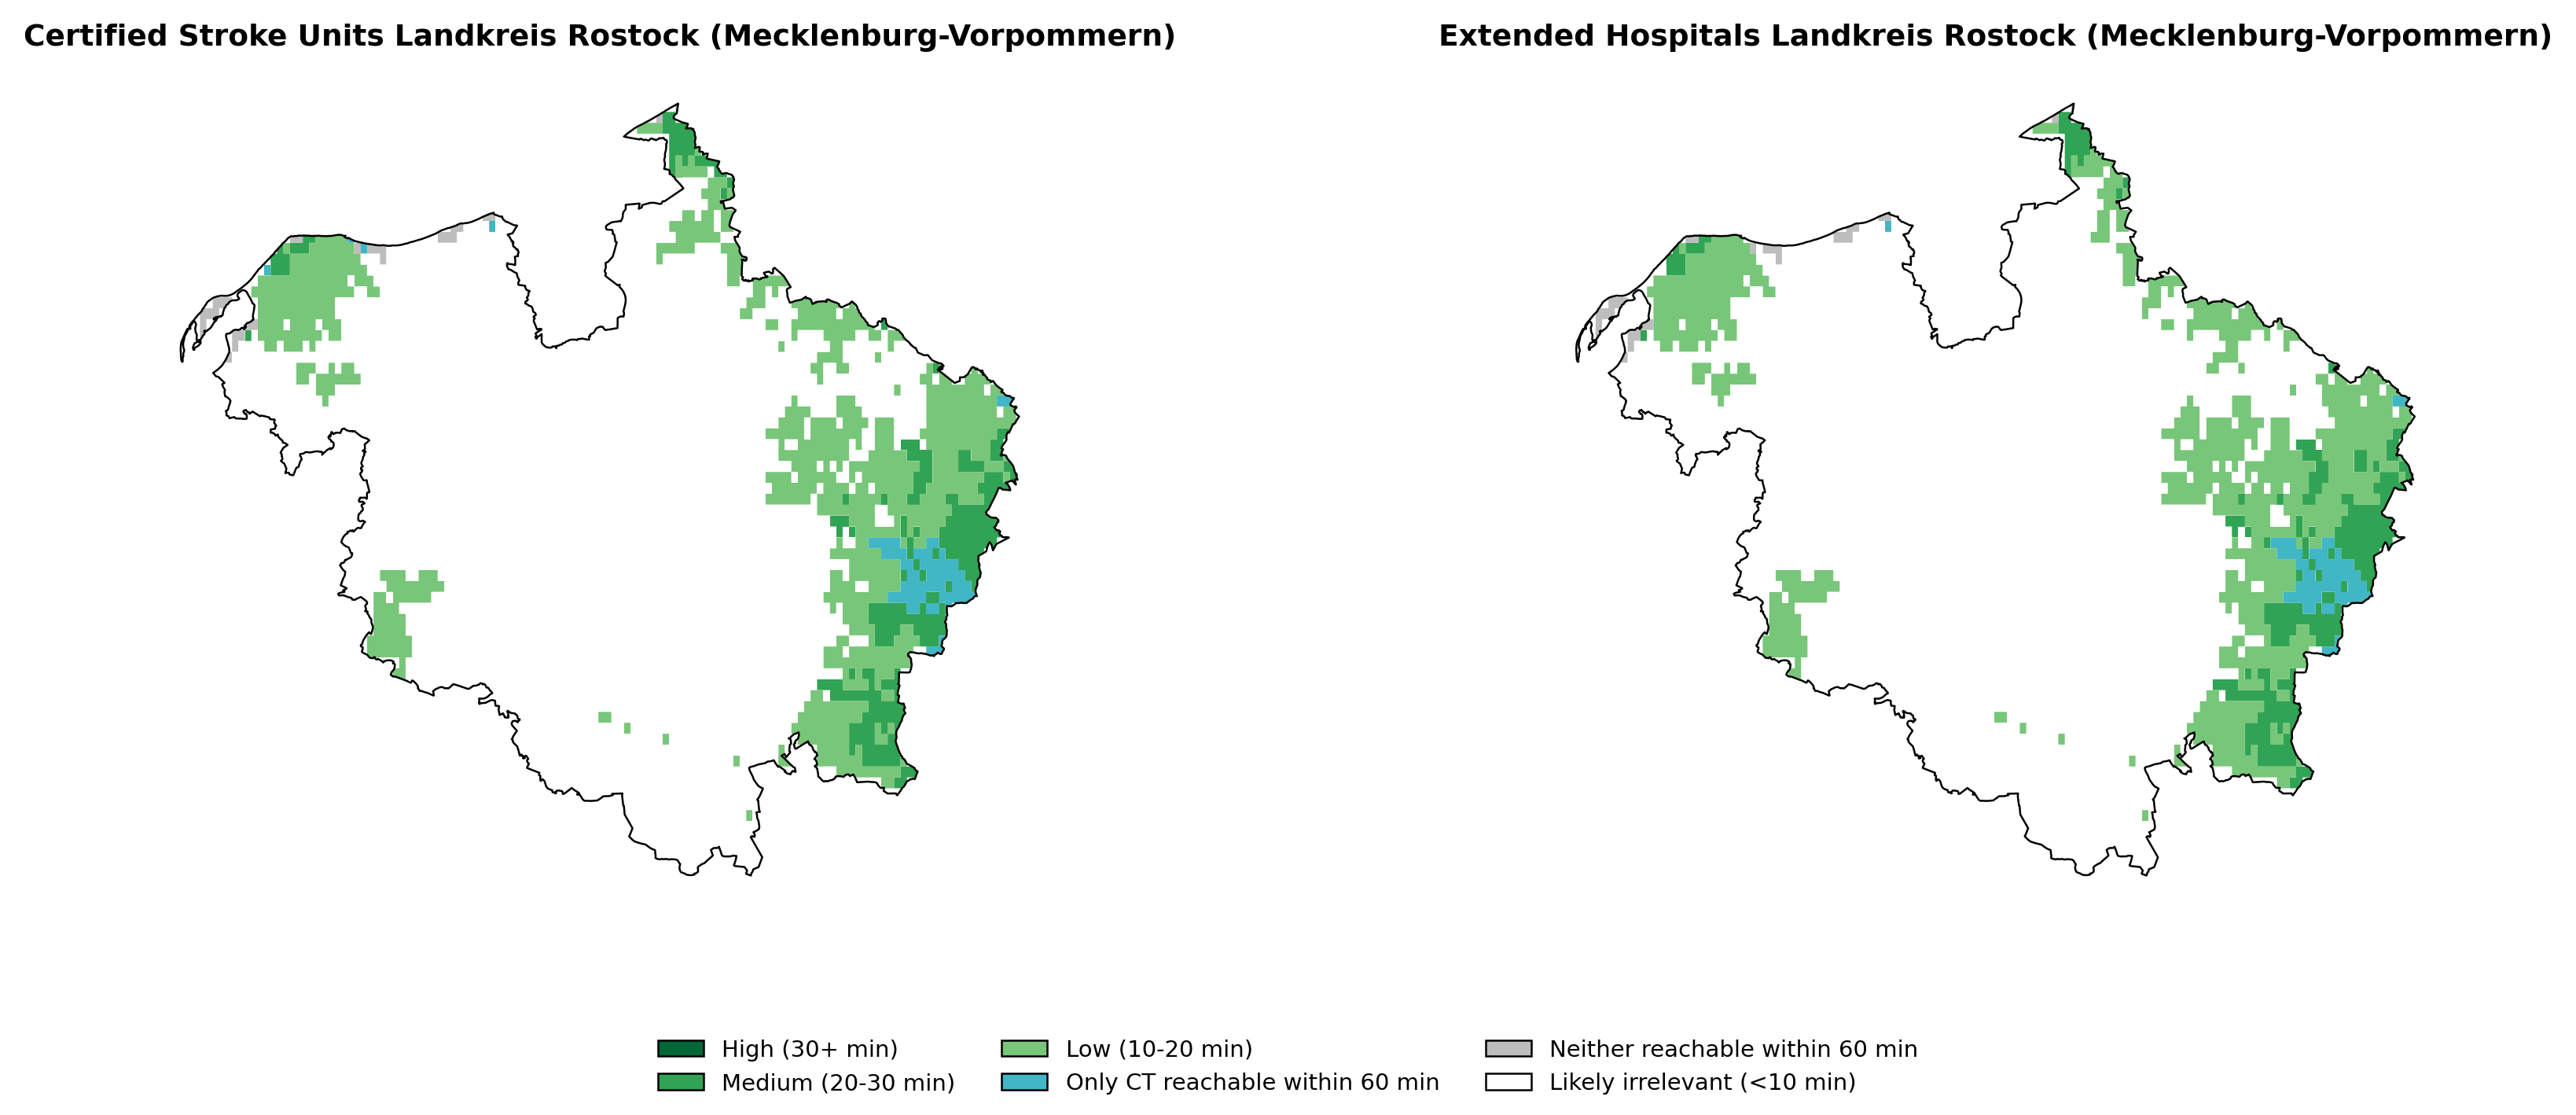 Certified Stroke Units Landkreis Rostock (Mecklenburg-Vorpommern)
Extended Hospitals Landkreis Rostock (Mecklenburg-Vorpommern)
High (30+ min)
Medium (20-30 min)
Low (10-20 min)
Only CT reachable within 60 min
Neither reachable within 60 min
Likely irrelevant (<10 min)